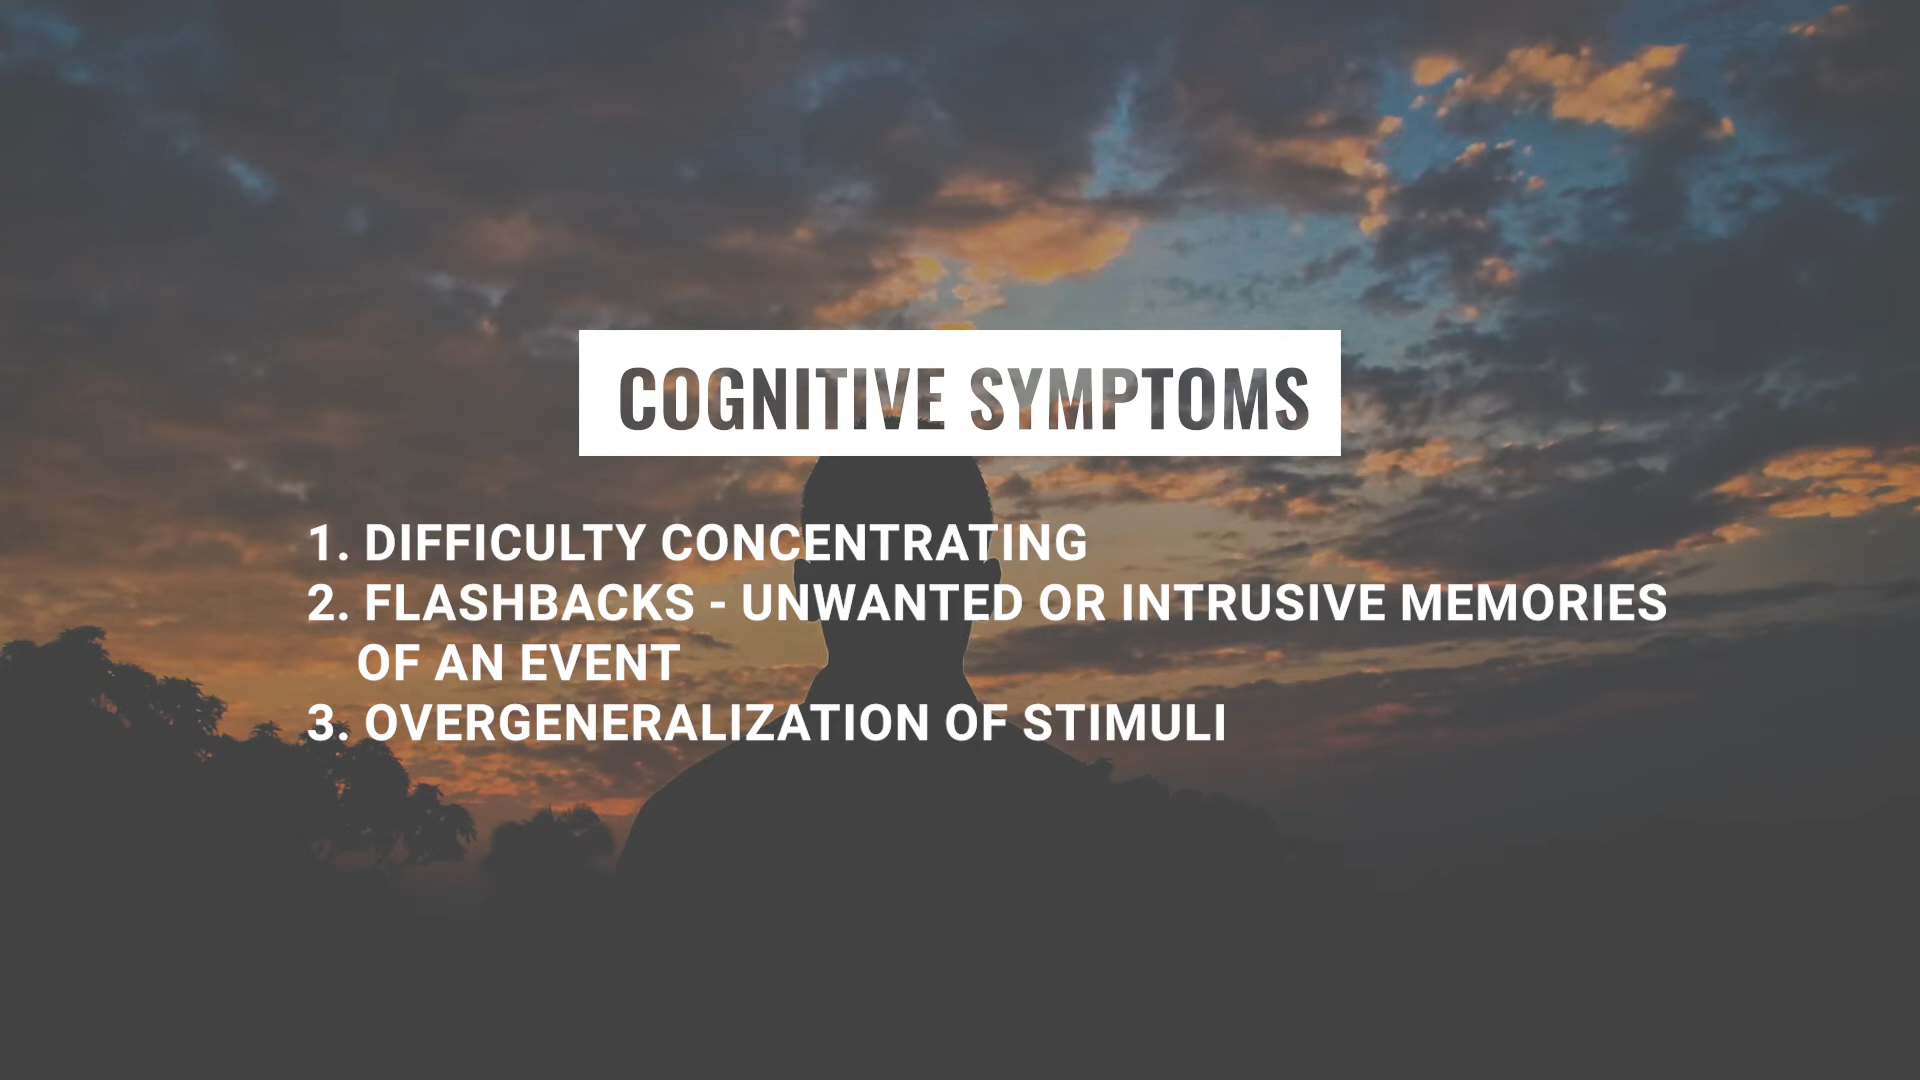 COGNITIVE SYMPTOMS
1. DIFFICULTY CONCENTRATING
2. FLASHBACKS - UNWANTED OR INTRUSIVE MEMORIES
OF AN EVENT
3. OVERGENERALIZATION OF STIMULI